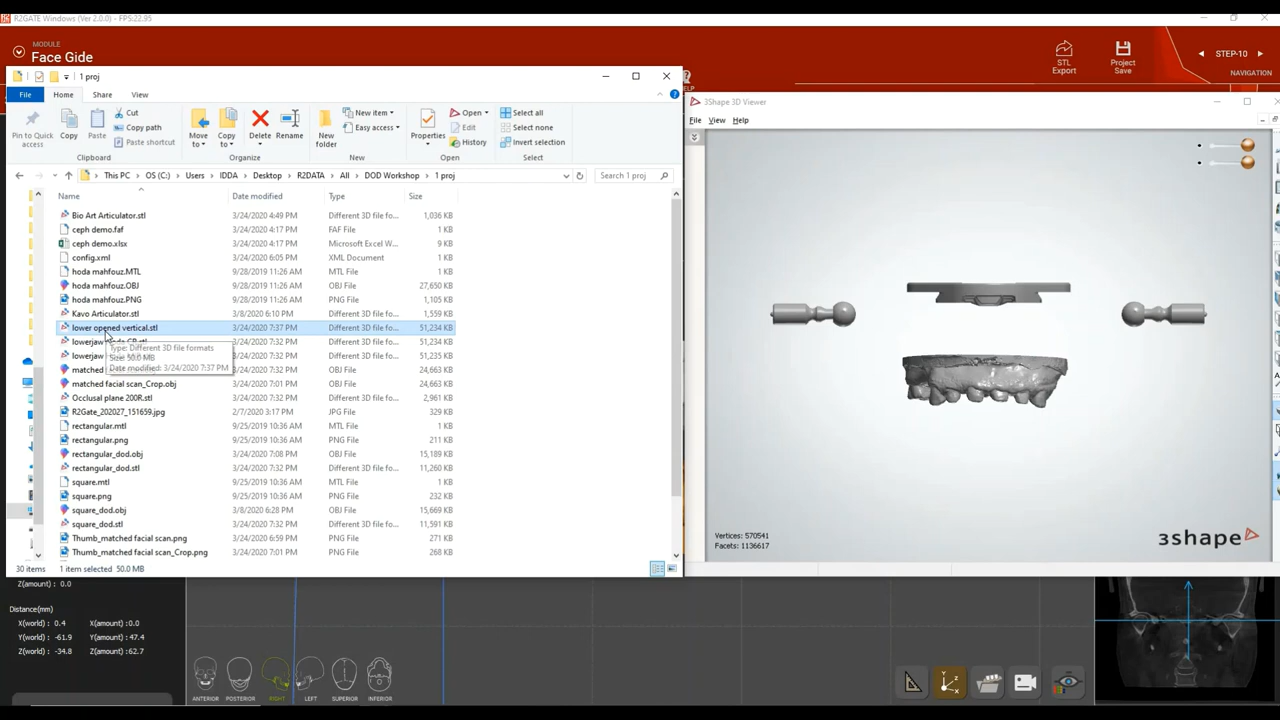 R2GATE Windows (Ver 2.0.0) - FPS:22.95
MODULE
Face Gide
STL Export
Project Save
STEP-10
NAVIGATION
1 proj
File Home Share View
Pin to Quick access
Copy
Paste
Cut
Copy path
Paste shortcut
Clipboard
Move to
Copy to
Delete
Rename
Organize
New folder
New item
Easy access
New
Properties
Open
Edit
History
Open
Select all
Select none
Invert selection
Select
This PC > OS (C:) > Users > IDDA > Desktop > R2DATA > All > DOD Workshop > 1 proj
Search 1 proj
Name Date modified Type Size
Bio Art Articulator.stl 3/24/2020 4:49 PM Different 3D file fo... 1,036 KB
ceph demo.faf 3/24/2020 4:17 PM FAF File 1 KB
ceph demo.xlsx 3/24/2020 4:17 PM Microsoft Excel W... 9 KB
config.xml 3/24/2020 6:05 PM XML Document 2 KB
hoda mahfouz.MTL 9/28/2019 11:26 AM MTL File 1 KB
hoda mahfouz.OBJ 9/28/2019 11:26 AM OBJ File 27,650 KB
hoda mahfouz.PNG 9/28/2019 11:26 AM PNG File 1,105 KB
Kavo Articulator.stl 3/8/2020 6:10 PM Different 3D file fo... 1,559 KB
lower opened vertical.stl 3/24/2020 7:37 PM Different 3D file fo... 51,234 KB
lowerjaw 3/24/2020 7:32 PM Different 3D file fo... 51,234 KB
lowerjaw 3/24/2020 7:32 PM Different 3D file fo... 51,235 KB
matched 3/24/2020 7:32 PM OBJ File 24,663 KB
Type: Different 3D file formats
Size: 50.0 MB
Date modified: 3/24/2020 7:37 PM
matched facial scan_Crop.obj 3/24/2020 7:01 PM OBJ File 24,663 KB
Occlusal plane 200R.stl 3/24/2020 7:32 PM Different 3D file fo... 2,961 KB
R2Gate_202027_151659.jpg 2/7/2020 3:17 PM JPG File 329 KB
rectangular.mtl 9/25/2019 10:36 AM MTL File 1 KB
rectangular.png 9/25/2019 10:36 AM PNG File 211 KB
rectangular_dod.obj 3/24/2020 7:08 PM OBJ File 15,189 KB
rectangular_dod.stl 3/24/2020 7:32 PM Different 3D file fo... 11,260 KB
square.mtl 9/25/2019 10:36 AM MTL File 1 KB
square.png 9/25/2019 10:36 AM PNG File 232 KB
square_dod.obj 3/8/2020 6:28 PM OBJ File 15,669 KB
square_dod.stl 3/24/2020 7:32 PM Different 3D file fo... 11,591 KB
Thumb_matched facial scan.png 3/24/2020 6:59 PM PNG File 271 KB
Thumb_matched facial scan_Crop.png 3/24/2020 7:01 PM PNG File 268 KB
30 items 1 item selected 50.0 MB
3Shape 3D Viewer
File View Help
Vertices: 570541
Facets: 1136617
3shape
Z(amount) : 0.0
Distance(mm)
X(world) : 0.4 X(amount) :0.0
Y(world) : -61.9 Y(amount) : 47.4
Z(world) : -34.8 Z(amount) :62.7
ANTERIOR POSTERIOR RIGHT LEFT SUPERIOR INFERIOR